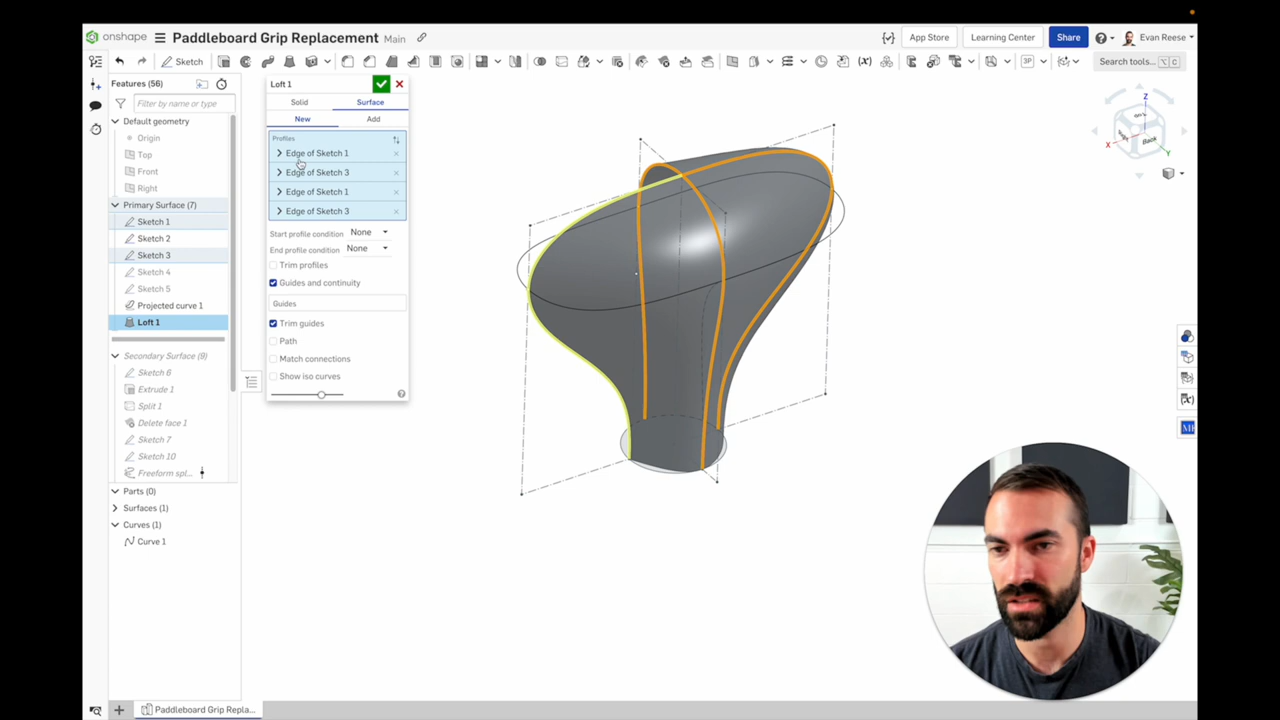 onshape Paddleboard Grip Replacement Main App Store Learning Center Share Evan Reese
Sketch Search tools... ⌥ C
Features (56)
Filter by name or type
Default geometry
Origin
Top
Front
Right
Primary Surface (7)
Sketch 1
Sketch 2
Sketch 3
Sketch 4
Sketch 5
Projected curve 1
Loft 1
Secondary Surface (9)
Sketch 6
Extrude 1
Split 1
Delete face 1
Sketch 7
Sketch 10
Freeform spl...
Parts (0)
Surfaces (1)
Curves (1)
Curve 1
Loft 1
Solid Surface
New Add
Profiles
Edge of Sketch 1
Edge of Sketch 3
Edge of Sketch 1
Edge of Sketch 3
Start profile condition None
End profile condition None
Trim profiles
Guides and continuity
Guides
Trim guides
Path
Match connections
Show iso curves
Z
X
Y
Back
Paddleboard Grip Repla...